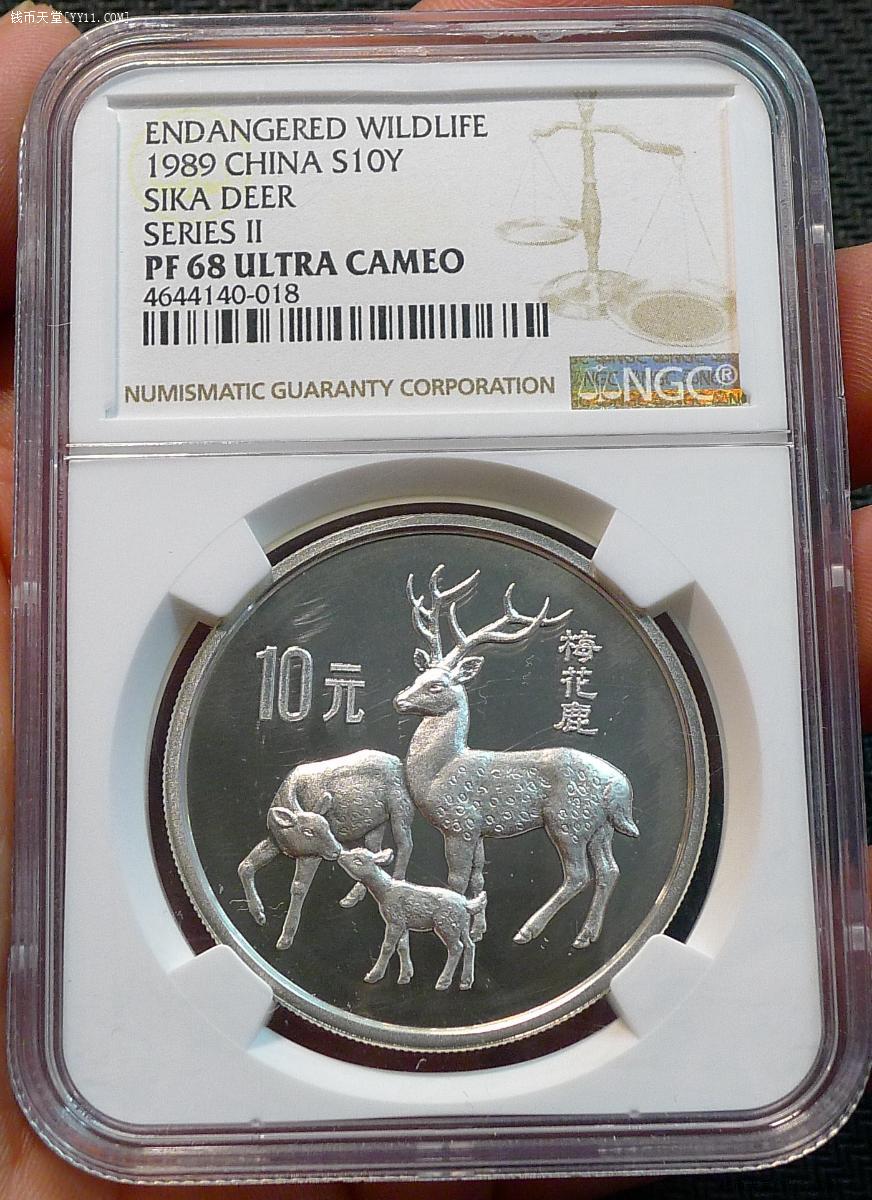 钱币天堂[YY11.COM]
ENDANGERED WILDLIFE
1989 CHINA S10Y
SIKA DEER
SERIES II
PF 68 ULTRA CAMEO
4644140-018
NUMISMATIC GUARANTY CORPORATION
NGC®
10元
梅花鹿